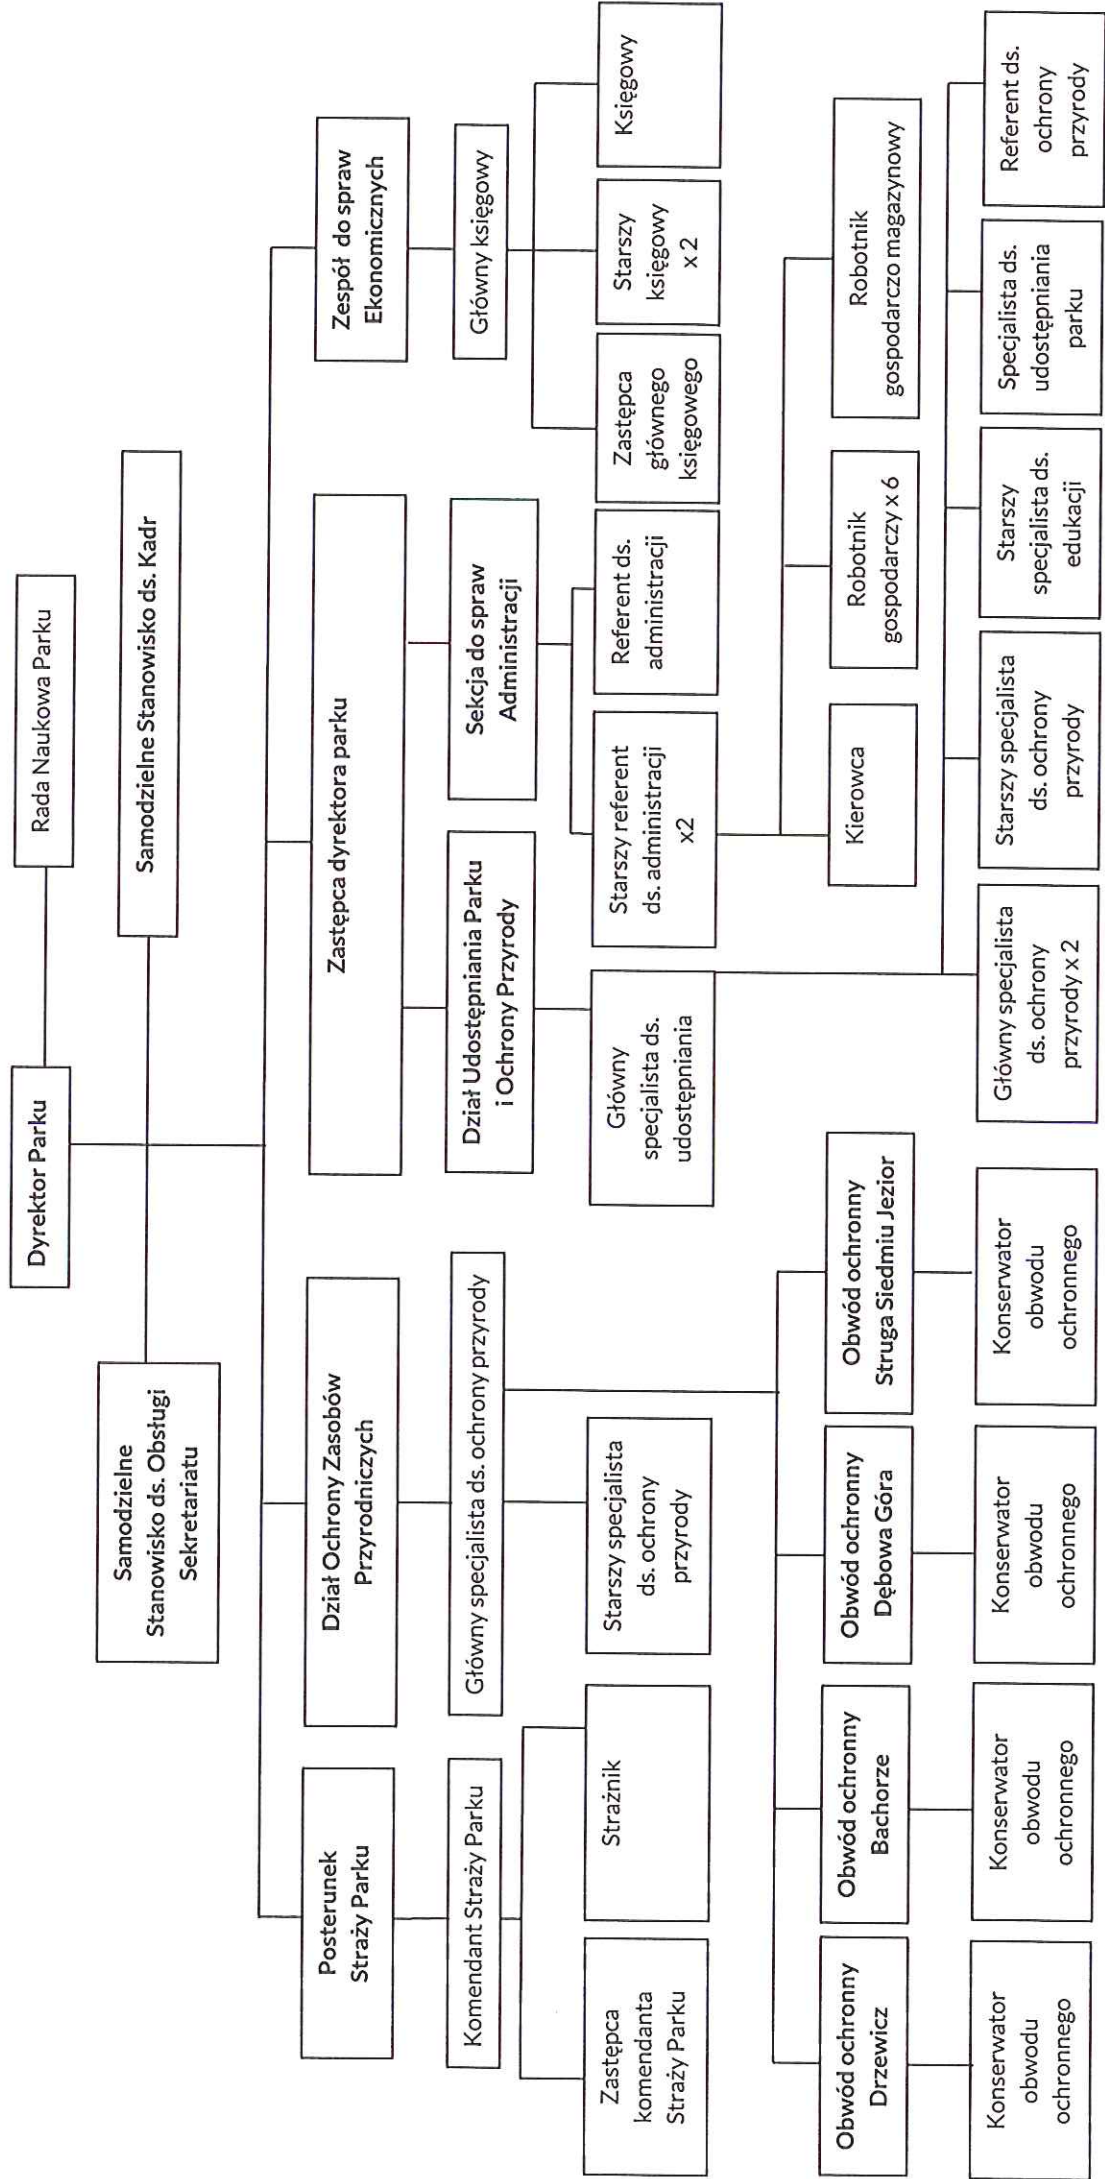 Dyrektor Parku
Rada Naukowa Parku
Samodzielne
Stanowisko ds. Obsługi
Sekretariatu
Samodzielne Stanowisko ds. Kadr
Posterunek
Straży Parku
Dział Ochrony Zasobów
Przyrodniczych
Zastępca dyrektora parku
Zespół do spraw
Ekonomicznych
Komendant Straży Parku
Główny specjalista ds. ochrony przyrody
Dział Udostępniania Parku
i Ochrony Przyrody
Sekcja do spraw
Administracji
Główny księgowy
Zastępca
komendanta
Straży Parku
Strażnik
Starszy specjalista
ds. ochrony
przyrody
Główny
specjalista ds.
udostępniania
Starszy referent
ds. administracji
x2
Referent ds.
administracji
Zastępca
głównego
księgowego
Starszy
księgowy
x 2
Księgowy
Obwód ochronny
Drzewicz
Obwód ochronny
Bachorze
Obwód ochronny
Dębowa Góra
Obwód ochronny
Struga Siedmiu Jezior
Kierowca
Robotnik
gospodarczy x 6
Robotnik
gospodarczo magazynowy
Konserwator
obwodu
ochronnego
Konserwator
obwodu
ochronnego
Konserwator
obwodu
ochronnego
Konserwator
obwodu
ochronnego
Główny specjalista
ds. ochrony
przyrody x 2
Starszy specjalista
ds. ochrony
przyrody
Starszy
specjalista ds.
edukacji
Specjalista ds.
udostępniania
parku
Referent ds.
ochrony
przyrody